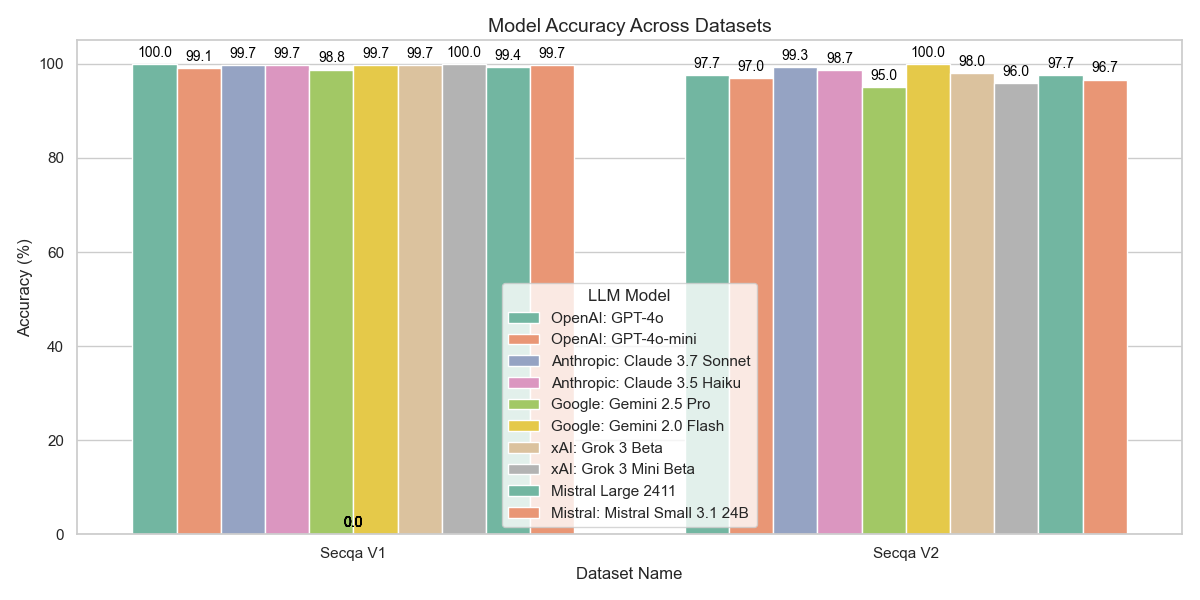 Model Accuracy Across Datasets
100.0 99.1 99.7 99.7 98.8 99.7 99.7 100.0 99.4 99.7 97.7 97.0 99.3 98.7 95.0 100.0 98.0 96.0 97.7 96.7
Accuracy (%)
100
80
60
40
20
0
0.0
LLM Model
OpenAI: GPT-4o
OpenAI: GPT-4o-mini
Anthropic: Claude 3.7 Sonnet
Anthropic: Claude 3.5 Haiku
Google: Gemini 2.5 Pro
Google: Gemini 2.0 Flash
xAI: Grok 3 Beta
xAI: Grok 3 Mini Beta
Mistral Large 2411
Mistral: Mistral Small 3.1 24B
Secqa V1 Secqa V2
Dataset Name